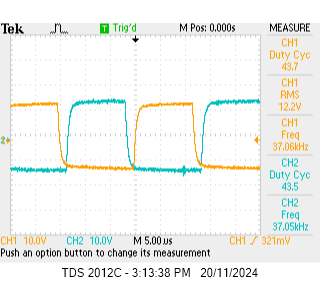 Tek Trig'd M Pos: 0.000s MEASURE
CH1
Duty Cyc
43.7
CH1
RMS
12.2V
CH1
Freq
37.06kHz
CH2
Duty Cyc
43.5
CH2
Freq
37.05kHz
2
CH1 10.0V CH2 10.0V M 5.00µs CH1 / 321mV
Push an option button to change its measurement
TDS 2012C - 3:13:38 PM 20/11/2024